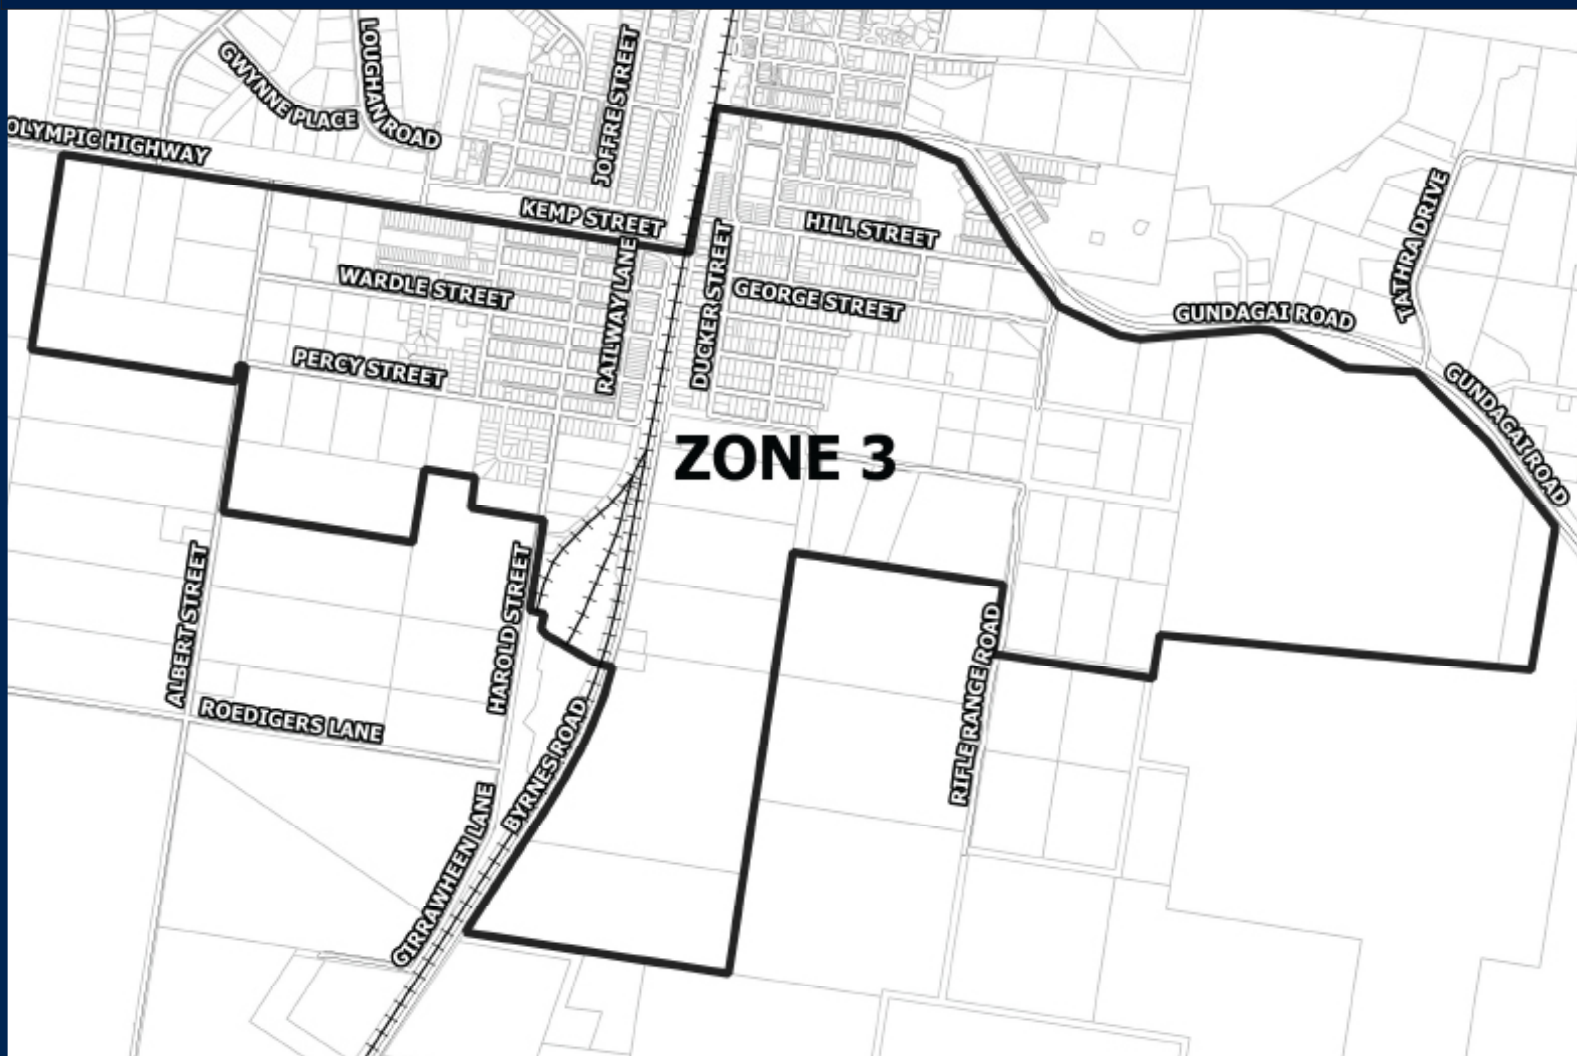 LOUGHAN ROAD
GWYNNE PLACE
JOFFRE STREET
OLYMPIC HIGHWAY
KEMP STREET
HILL STREET
TATHRA DRIVE
WARDLE STREET
RAILWAY LANE
DUCKER STREET
GEORGE STREET
GUNDAGAI ROAD
PERCY STREET
GUNDAGAI ROAD
ZONE 3
ALBERT STREET
HAROLD STREET
RIFLE RANGE ROAD
ROEDIGERS LANE
BYRNES ROAD
GIRRAWHEEN LANE